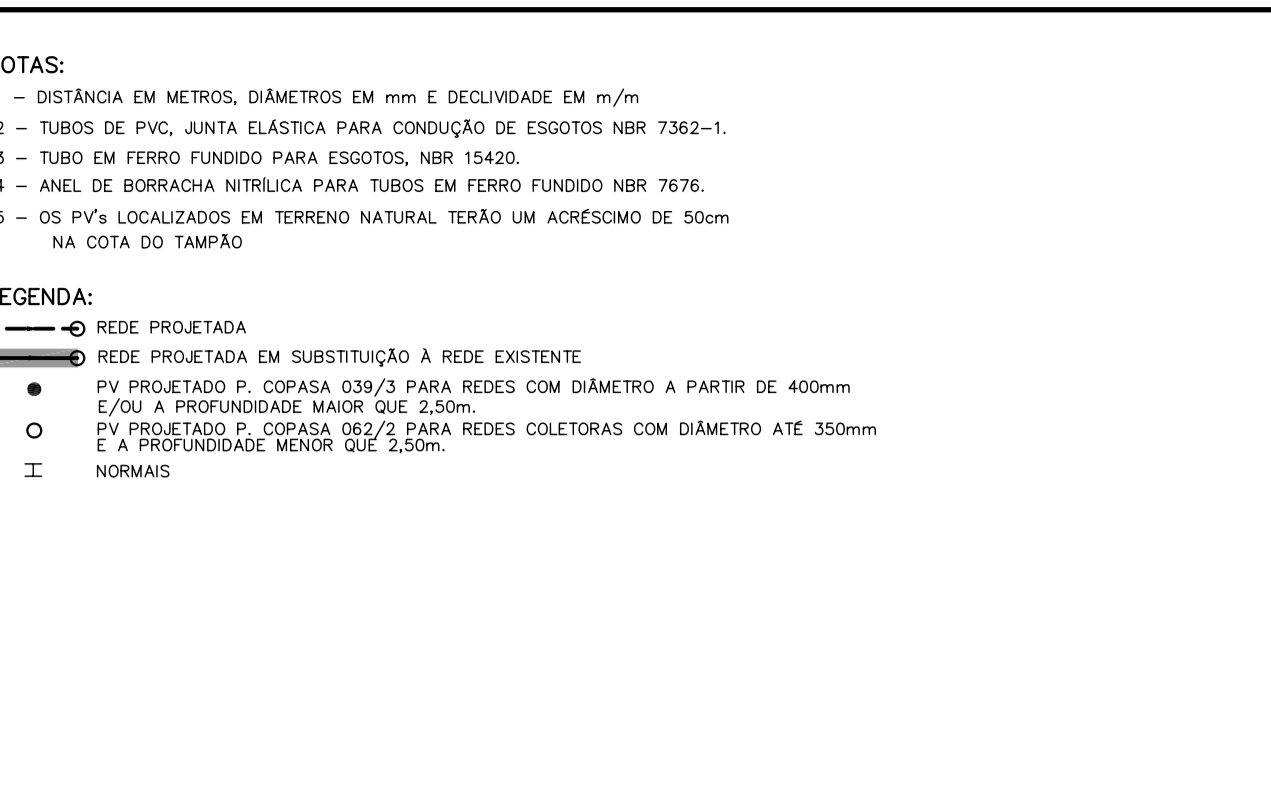 OTAS:
– DISTÂNCIA EM METROS, DIÂMETROS EM mm E DECLIVIDADE EM m/m
2 – TUBOS DE PVC, JUNTA ELÁSTICA PARA CONDUÇÃO DE ESGOTOS NBR 7362–1.
3 – TUBO EM FERRO FUNDIDO PARA ESGOTOS, NBR 15420.
4 – ANEL DE BORRACHA NITRÍLICA PARA TUBOS EM FERRO FUNDIDO NBR 7676.
5 – OS PV's LOCALIZADOS EM TERRENO NATURAL TERÃO UM ACRÉSCIMO DE 50cm
NA COTA DO TAMPÃO
EGENDA:
REDE PROJETADA
REDE PROJETADA EM SUBSTITUIÇÃO À REDE EXISTENTE
PV PROJETADO P. COPASA 039/3 PARA REDES COM DIÂMETRO A PARTIR DE 400mm
E/OU A PROFUNDIDADE MAIOR QUE 2,50m.
PV PROJETADO P. COPASA 062/2 PARA REDES COLETORAS COM DIÂMETRO ATÉ 350mm
E A PROFUNDIDADE MENOR QUE 2,50m.
NORMAIS